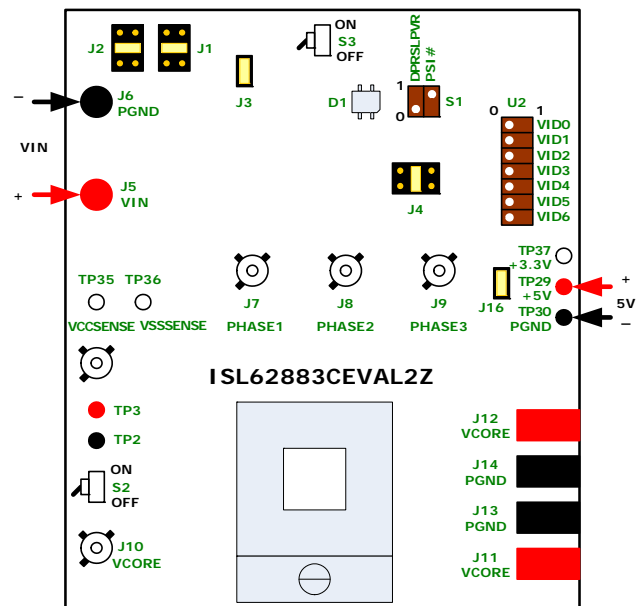 ON
S3
OFF
J2
J1
J3
DPRSLPVR
PSI#
1
0
S1
D1
U2
0
1
VID0
VID1
VID2
VID3
VID4
VID5
VID6
−
J6
PGND
VIN
+
J5
VIN
J4
TP37
+3.3V
TP29
+5V
TP30
PGND
+
5V
−
J16
TP35
TP36
VCCSENSE
VSSSENSE
J7
PHASE1
J8
PHASE2
J9
PHASE3
ISL62883CEVAL2Z
TP3
TP2
ON
S2
OFF
J10
VCORE
J12
VCORE
J14
PGND
J13
PGND
J11
VCORE